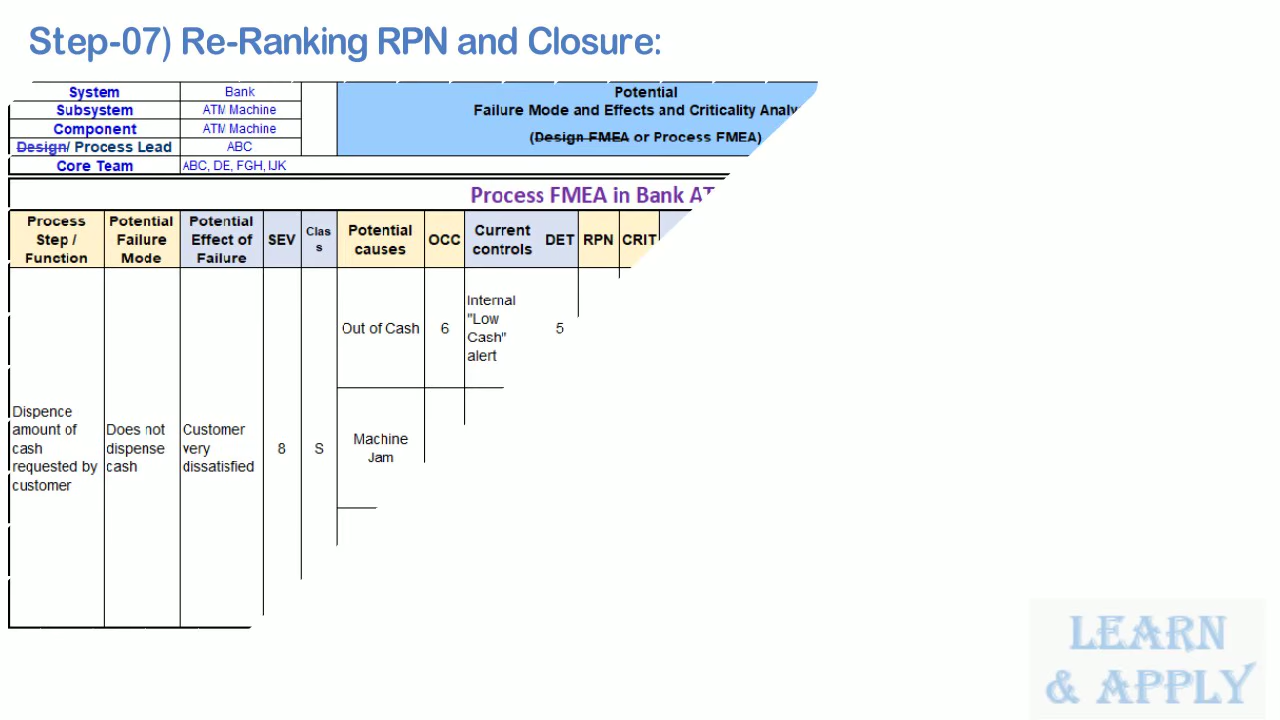 Step-07) Re-Ranking RPN and Closure:
System Bank
Subsystem ATM Machine
Component ATM Machine
Design/ Process Lead ABC
Core Team ABC, DE, FGH, IJK
Potential
Failure Mode and Effects and Criticality
(Design FMEA or Process FMEA)
Process FMEA in Bank
Process Step / Function
Potential Failure Mode
Potential Effect of Failure
SEV
Class
Potential causes
OCC
Current controls
DET
RPN
CRIT
Dispence
amount of
cash
requested by
customer
Does not
dispense
cash
Customer
very
dissatisfied
8
S
Out of Cash
6
Internal
"Low
Cash"
alert
5
Machine
Jam
LEARN
& APPLY